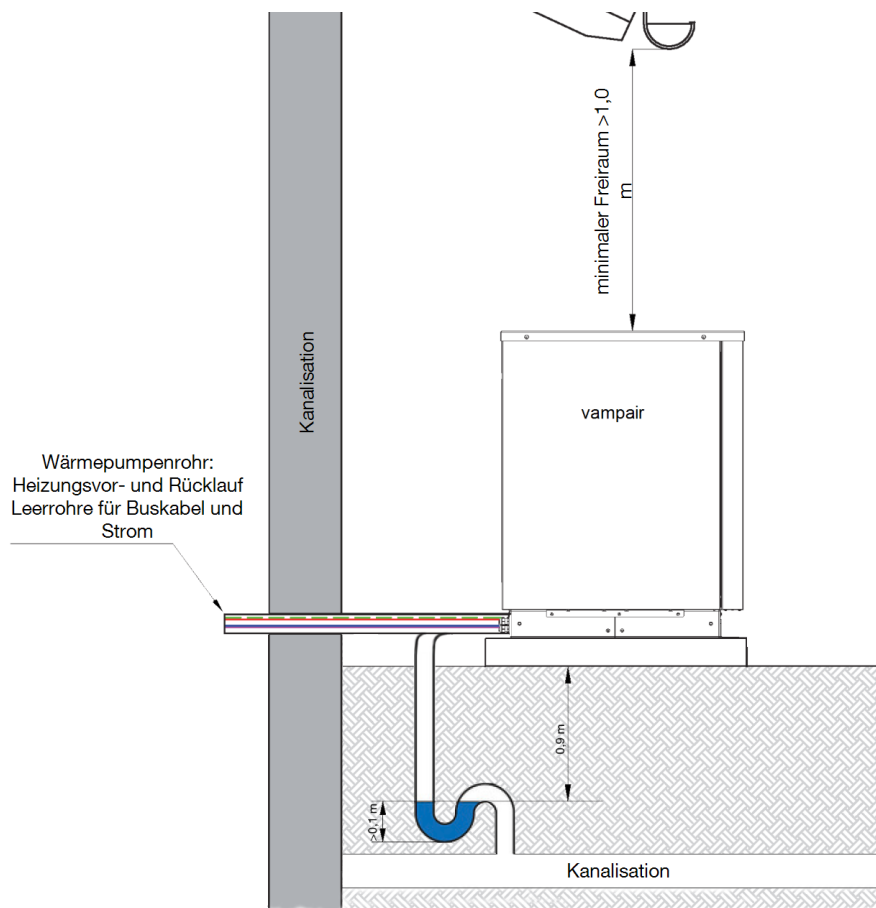 minimaler Freiraum >1,0
m
Kanalisation
vampair
Wärmepumpenrohr:
Heizungsvor- und Rücklauf
Leerrohre für Buskabel und
Strom
0,9 m
>0,1 m
Kanalisation